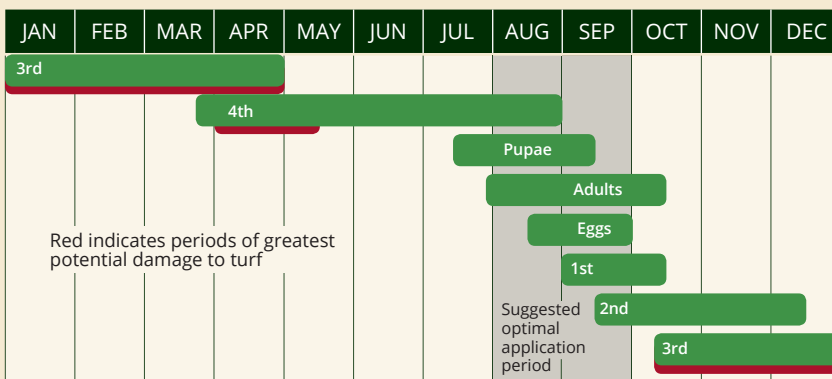 JAN FEB MAR APR MAY JUN JUL AUG SEP OCT NOV DEC
3rd
4th
Pupae
Adults
Eggs
1st
2nd
3rd
Red indicates periods of greatest
potential damage to turf
Suggested
optimal
application
period